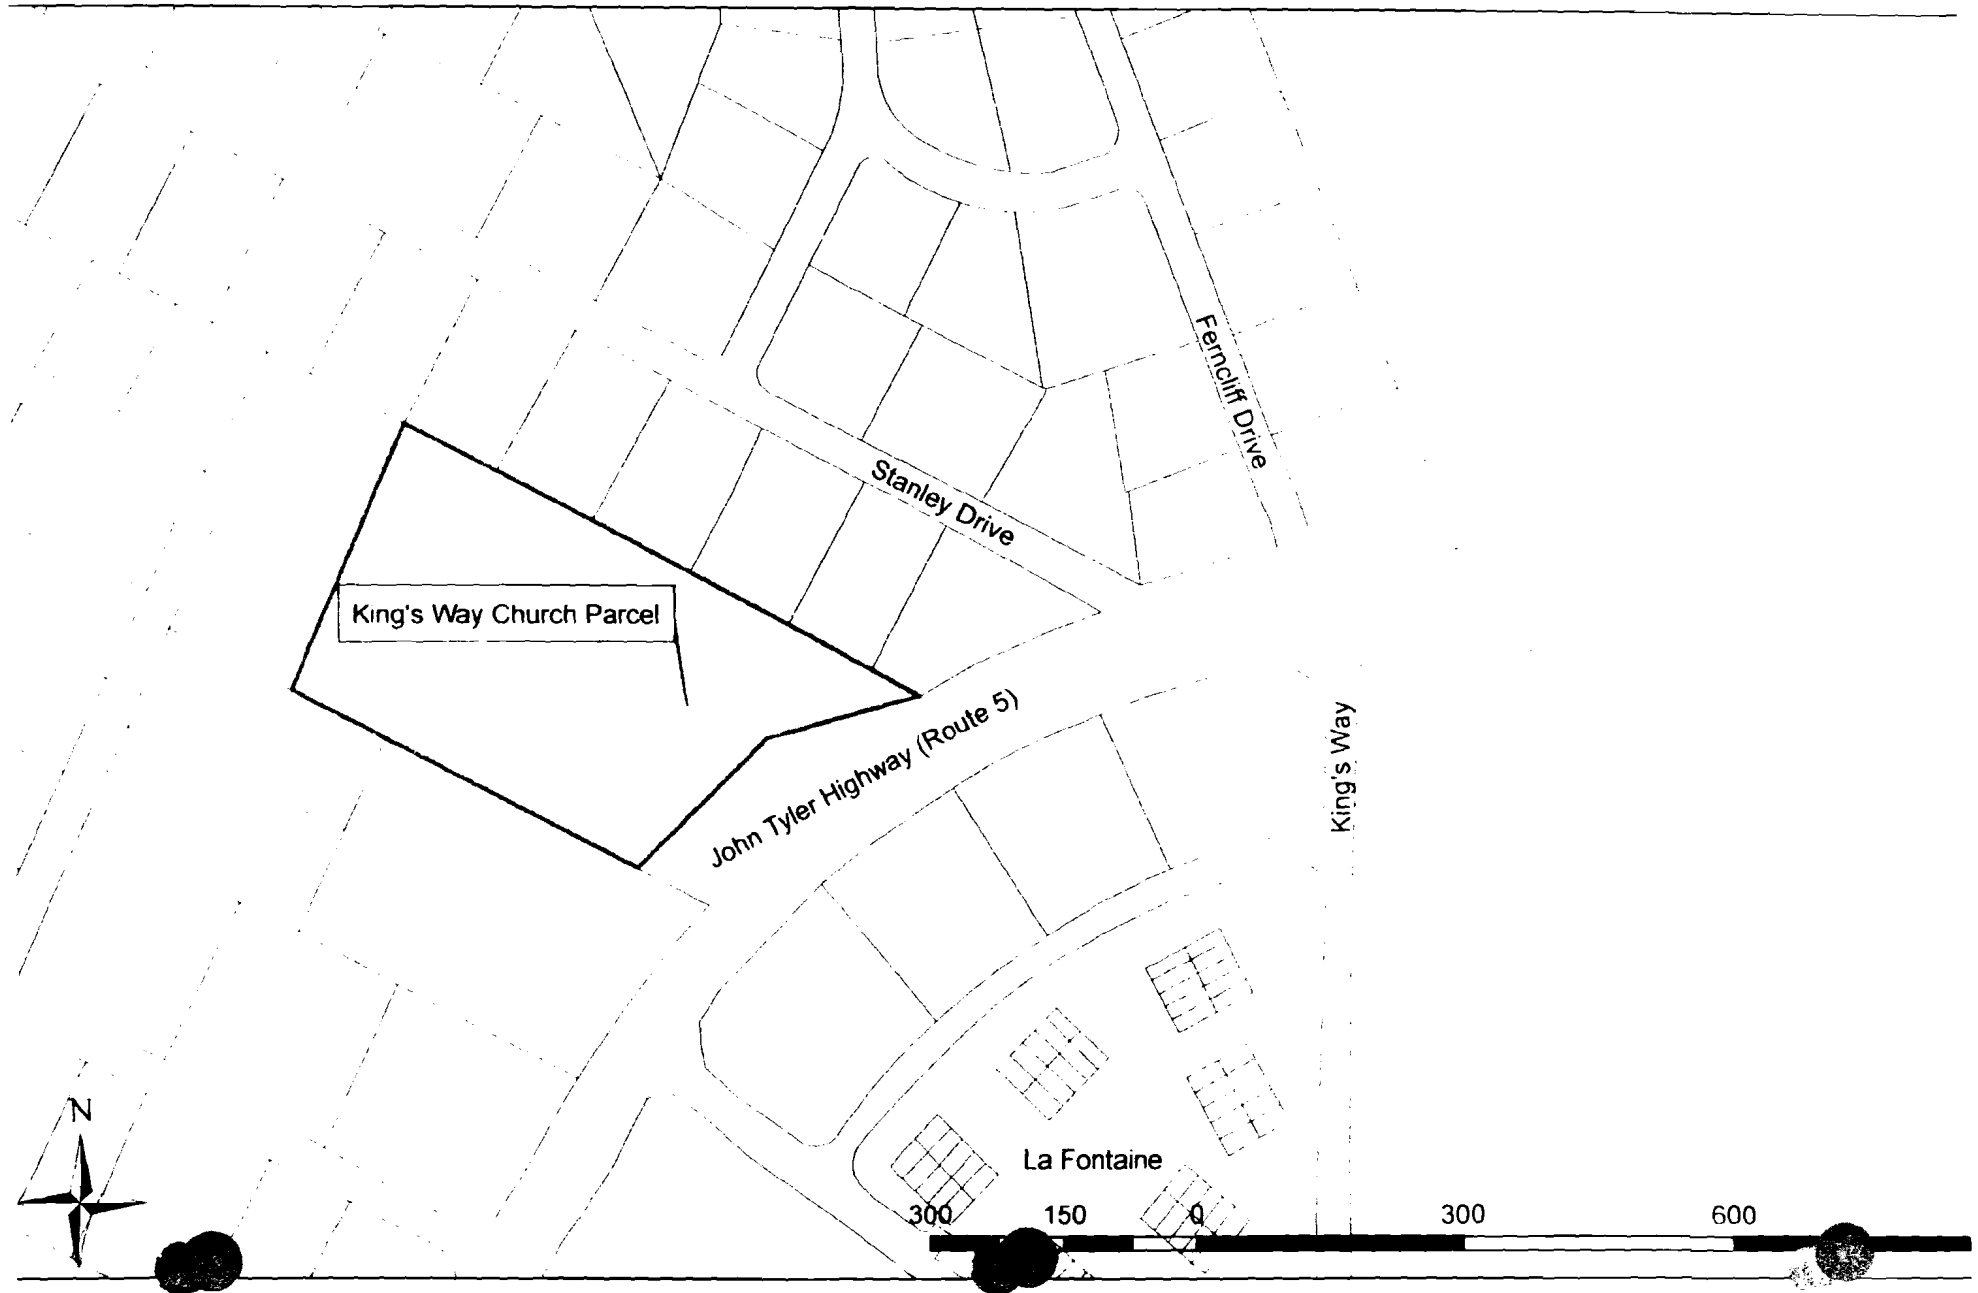 Ferncliff Drive
Stanley Drive
King's Way Church Parcel
John Tyler Highway (Route 5)
King's Way
N
La Fontaine
300 150 0 300 600